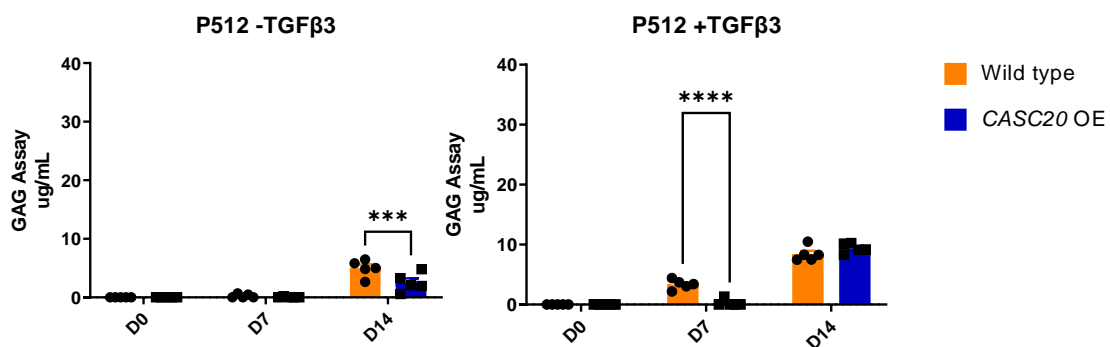 P512 -TGFβ3
GAG Assay
ug/mL
40
30
20
10
0
***
D0
D7
D14
P512 +TGFβ3
GAG Assay
ug/mL
40
30
20
10
0
****
D0
D7
D14
Wild type
CASC20 OE